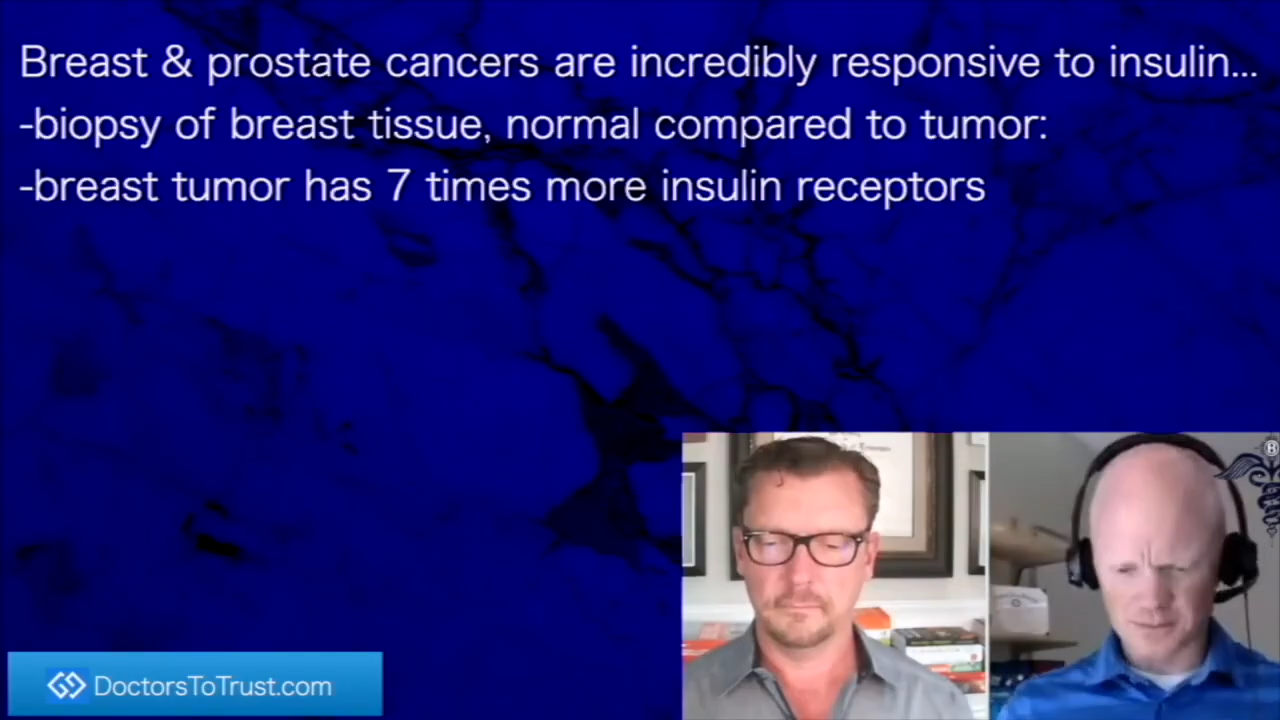 Breast & prostate cancers are incredibly responsive to insulin...
-biopsy of breast tissue, normal compared to tumor:
-breast tumor has 7 times more insulin receptors
DoctorsToTrust.com